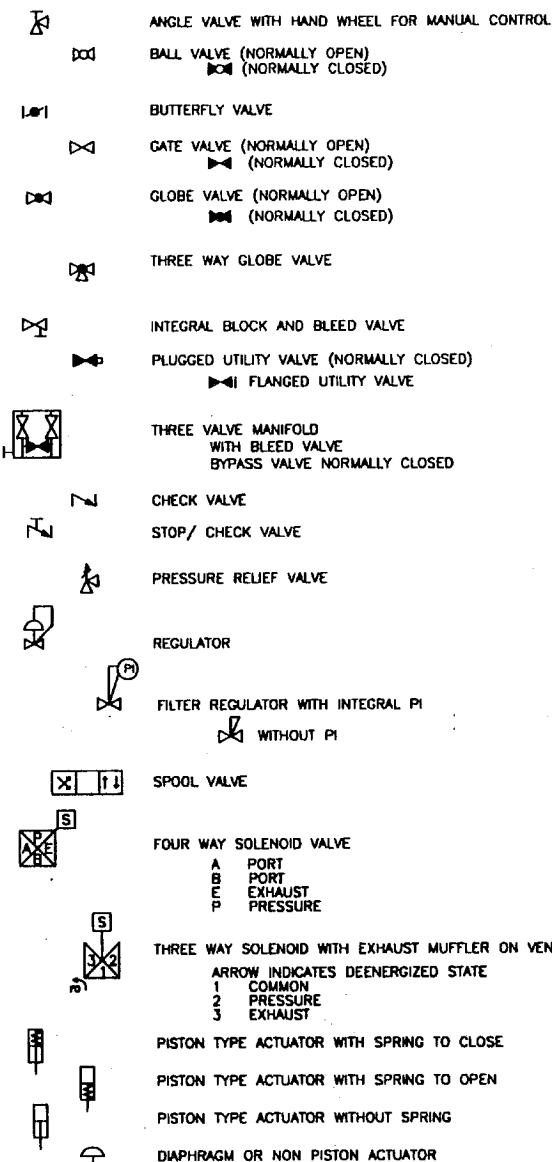 ANGLE VALVE WITH HAND WHEEL FOR MANUAL CONTROL
BALL VALVE (NORMALLY OPEN)
(NORMALLY CLOSED)
BUTTERFLY VALVE
GATE VALVE (NORMALLY OPEN)
(NORMALLY CLOSED)
GLOBE VALVE (NORMALLY OPEN)
(NORMALLY CLOSED)
THREE WAY GLOBE VALVE
INTEGRAL BLOCK AND BLEED VALVE
PLUGGED UTILITY VALVE (NORMALLY CLOSED)
FLANGED UTILITY VALVE
THREE VALVE MANIFOLD
WITH BLEED VALVE
BYPASS VALVE NORMALLY CLOSED
CHECK VALVE
STOP/ CHECK VALVE
PRESSURE RELIEF VALVE
REGULATOR
PI
FILTER REGULATOR WITH INTEGRAL PI
WITHOUT PI
SPOOL VALVE
S
P
A E
B
FOUR WAY SOLENOID VALVE
A PORT
B PORT
E EXHAUST
P PRESSURE
S
3 2
1
THREE WAY SOLENOID WITH EXHAUST MUFFLER ON VEN
ARROW INDICATES DEENERGIZED STATE
1 COMMON
2 PRESSURE
3 EXHAUST
PISTON TYPE ACTUATOR WITH SPRING TO CLOSE
PISTON TYPE ACTUATOR WITH SPRING TO OPEN
PISTON TYPE ACTUATOR WITHOUT SPRING
DIAPHRAGM OR NON PISTON ACTUATOR